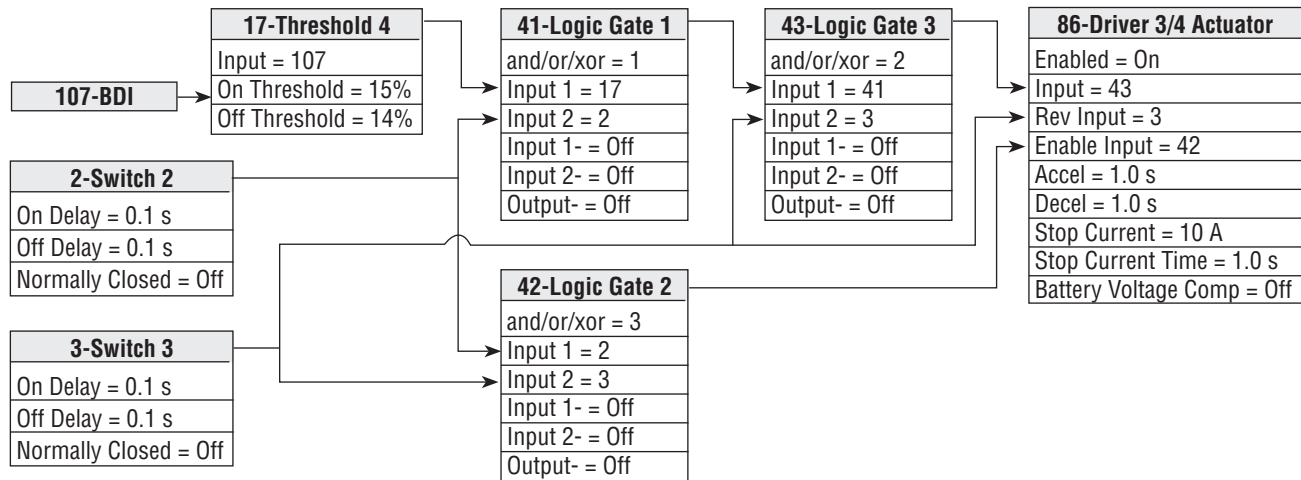 107-BDI
17-Threshold 4
Input = 107
On Threshold = 15%
Off Threshold = 14%
2-Switch 2
On Delay = 0.1 s
Off Delay = 0.1 s
Normally Closed = Off
3-Switch 3
On Delay = 0.1 s
Off Delay = 0.1 s
Normally Closed = Off
41-Logic Gate 1
and/or/xor = 1
Input 1 = 17
Input 2 = 2
Input 1- = Off
Input 2- = Off
Output- = Off
42-Logic Gate 2
and/or/xor = 3
Input 1 = 2
Input 2 = 3
Input 1- = Off
Input 2- = Off
Output- = Off
43-Logic Gate 3
and/or/xor = 2
Input 1 = 41
Input 2 = 3
Input 1- = Off
Input 2- = Off
Output- = Off
86-Driver 3/4 Actuator
Enabled = On
Input = 43
Rev Input = 3
Enable Input = 42
Accel = 1.0 s
Decel = 1.0 s
Stop Current = 10 A
Stop Current Time = 1.0 s
Battery Voltage Comp = Off